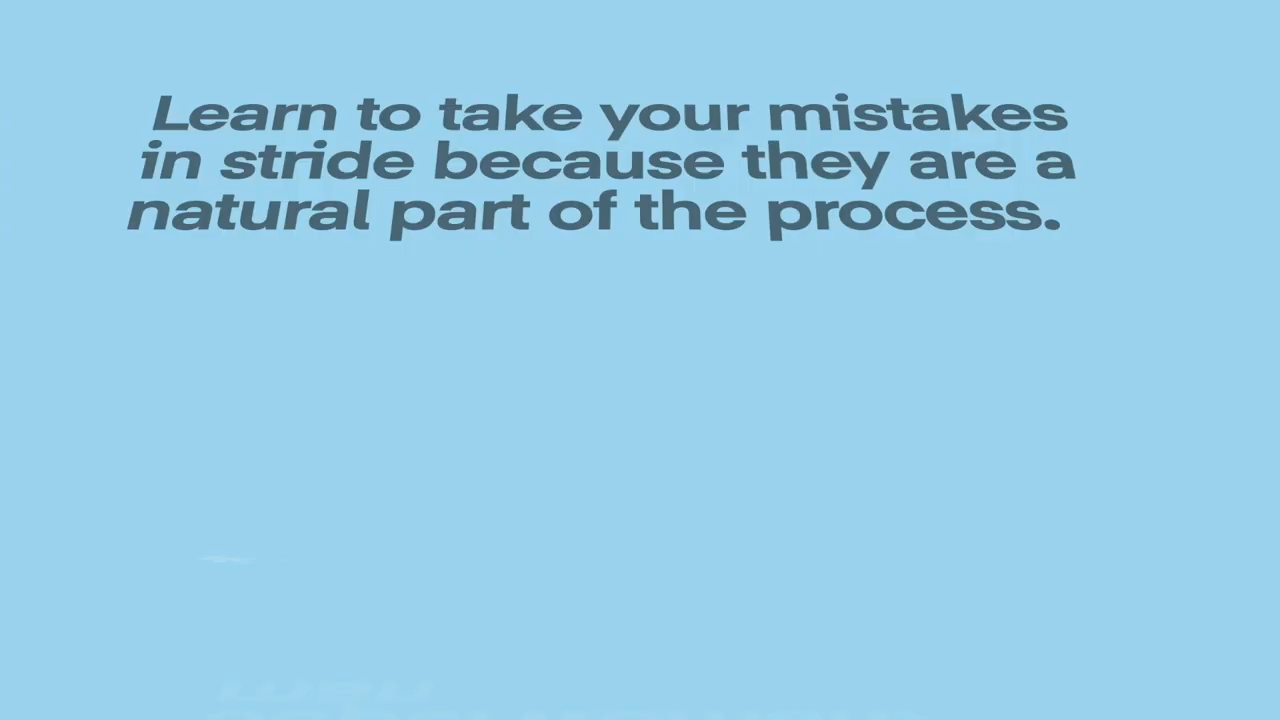 Learn to take your mistakes
in stride because they are a
natural part of the process.